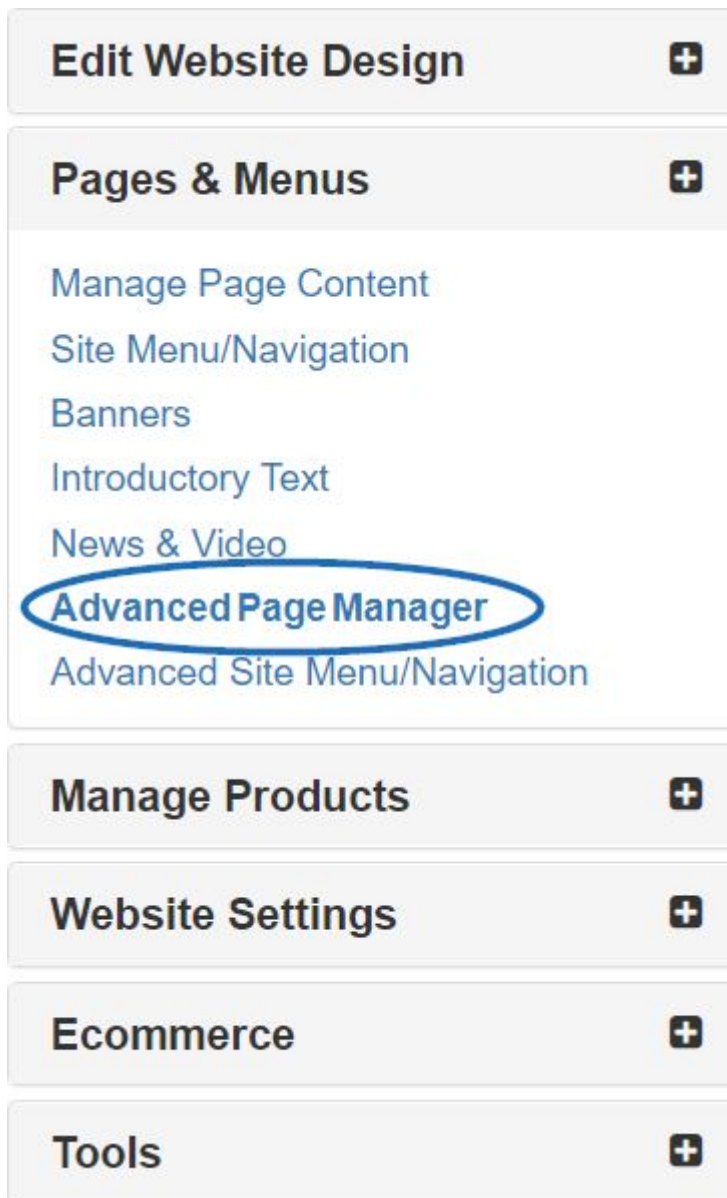 Edit Website Design
Pages & Menus
Manage Page Content
Site Menu/Navigation
Banners
Introductory Text
News & Video
Advanced Page Manager
Advanced Site Menu/Navigation
Manage Products
Website Settings
Ecommerce
Tools